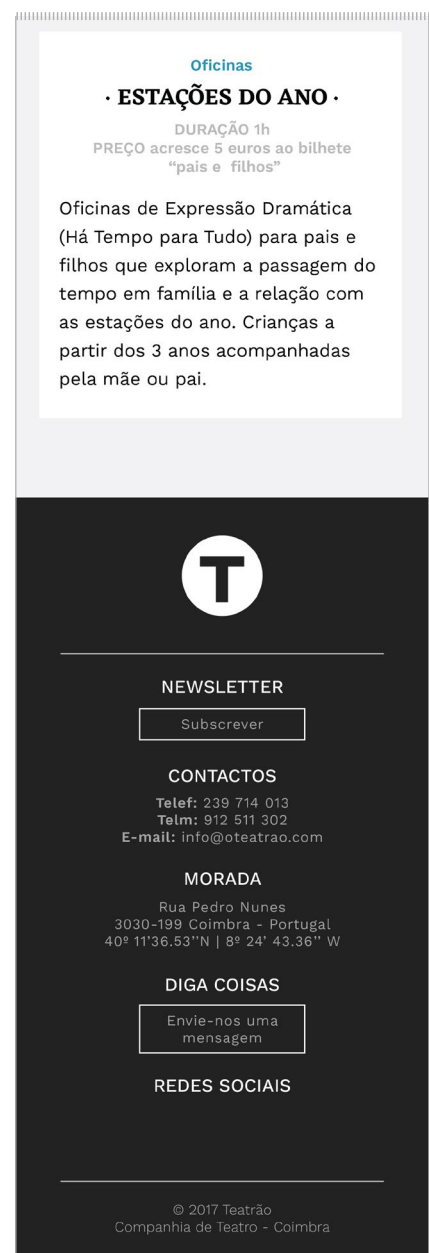 Oficinas
· ESTAÇÕES DO ANO ·
DURAÇÃO 1h
PREÇO acresce 5 euros ao bilhete
“pais e filhos”
Oficinas de Expressão Dramática
(Há Tempo para Tudo) para pais e
filhos que exploram a passagem do
tempo em família e a relação com
as estações do ano. Crianças a
partir dos 3 anos acompanhadas
pela mãe ou pai.
T
NEWSLETTER
Subscrever
CONTACTOS
Telef: 239 714 013
Telm: 912 511 302
E-mail: info@oteatrao.com
MORADA
Rua Pedro Nunes
3030-199 Coimbra - Portugal
40º 11’36.53’’N | 8º 24’ 43.36’’ W
DIGA COISAS
Envie-nos uma
mensagem
REDES SOCIAIS
© 2017 Teatrão
Companhia de Teatro - Coimbra